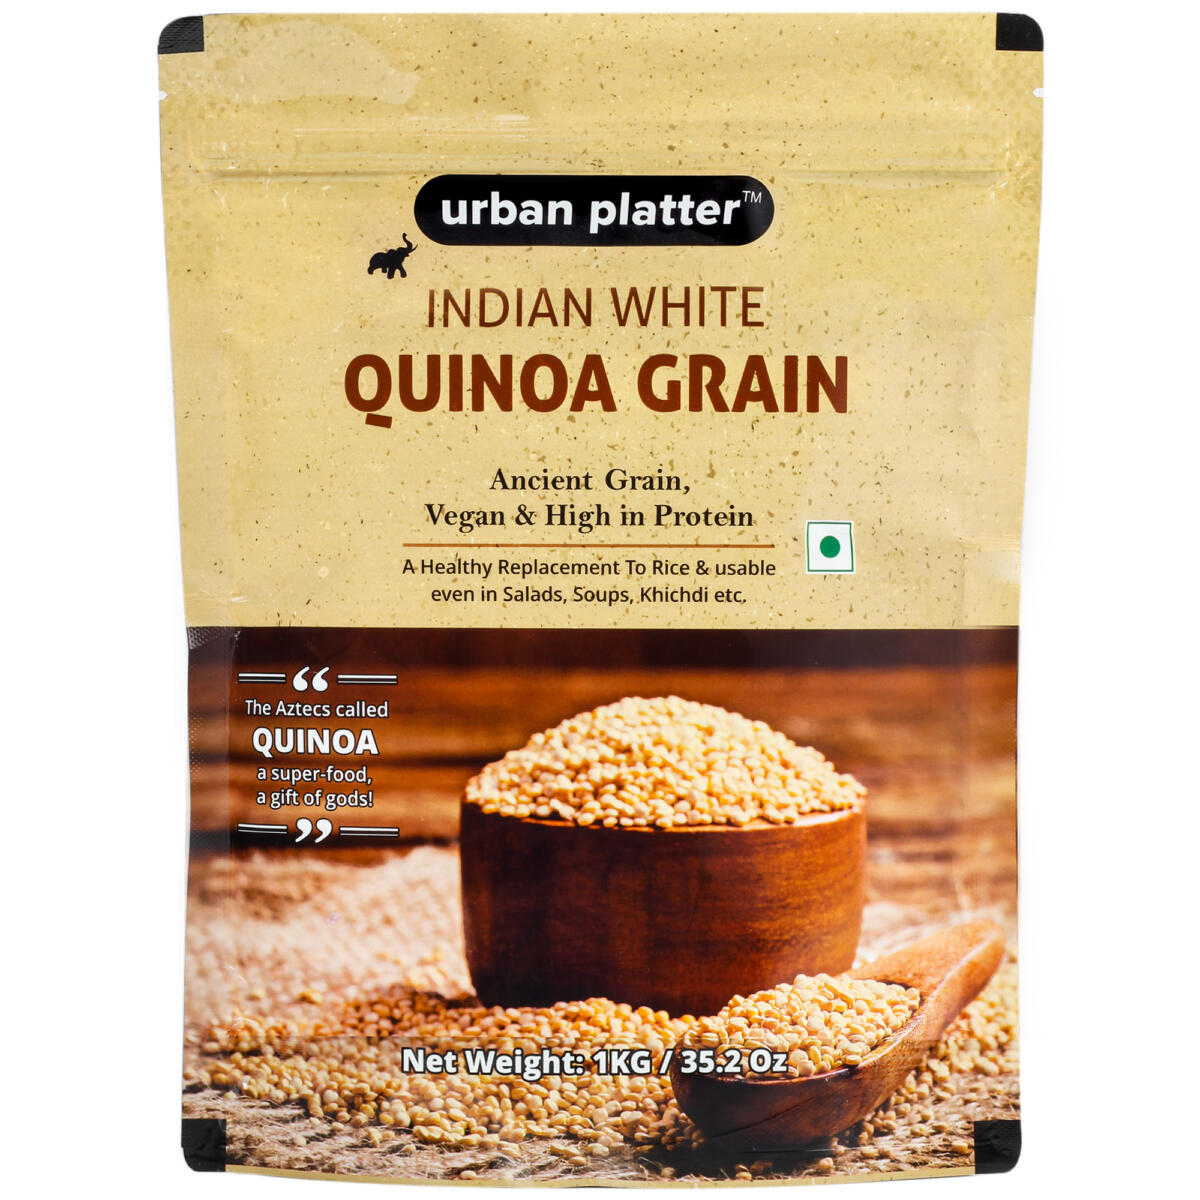 urban platter™
INDIAN WHITE
QUINOA GRAIN
Ancient Grain,
Vegan & High in Protein
A Healthy Replacement To Rice & usable
even in Salads, Soups, Khichdi etc.
“
The Aztecs called
QUINOA
a super-food,
a gift of gods!
”
Net Weight: 1KG / 35.2 Oz